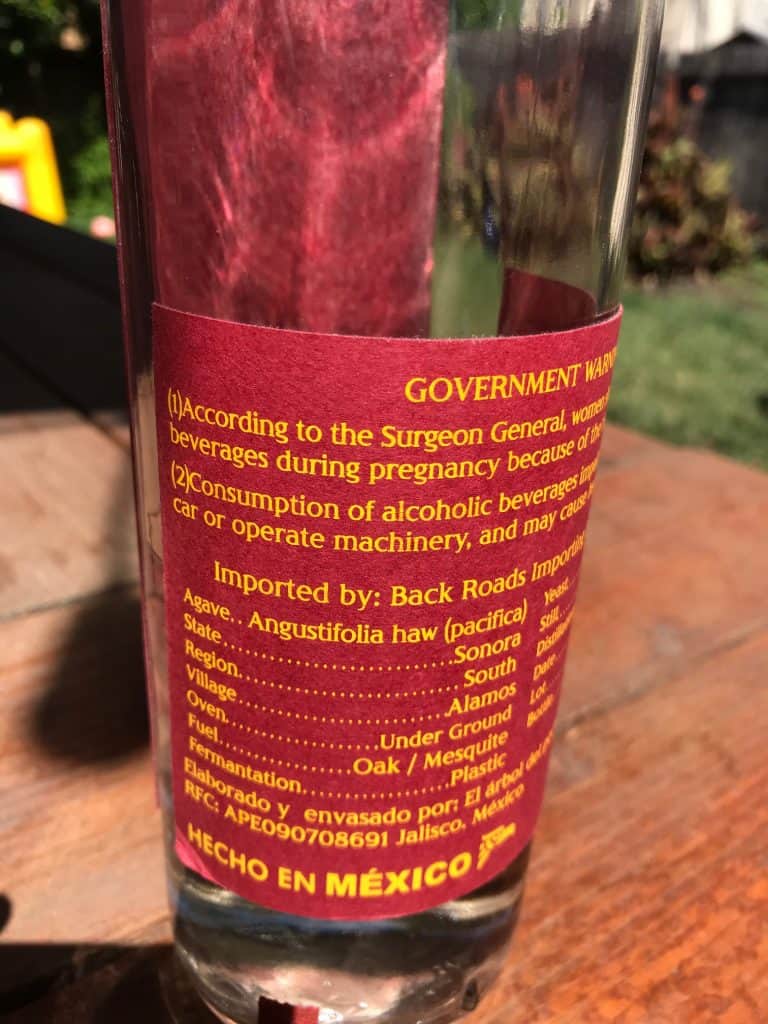 GOVERNMENT
(1)According to the Surgeon General, women
beverages during pregnancy because of the
(2)Consumption of alcoholic beverages
car or operate machinery, and may cause
Imported by: Back Roads Importing
Agave.. Angustifolia haw (pacifica) Yeast...
State..............................Sonora Still...
Region..............................South
Village..............................Alamos Date...
Oven....................Under Ground Lot...
Fuel....................Oak / Mesquite Bottle
Fermantation....................Plastic
Elaborado y envasado por: El árbol del
RFC: APE090708691 Jalisco, México
HECHO EN MÉXICO